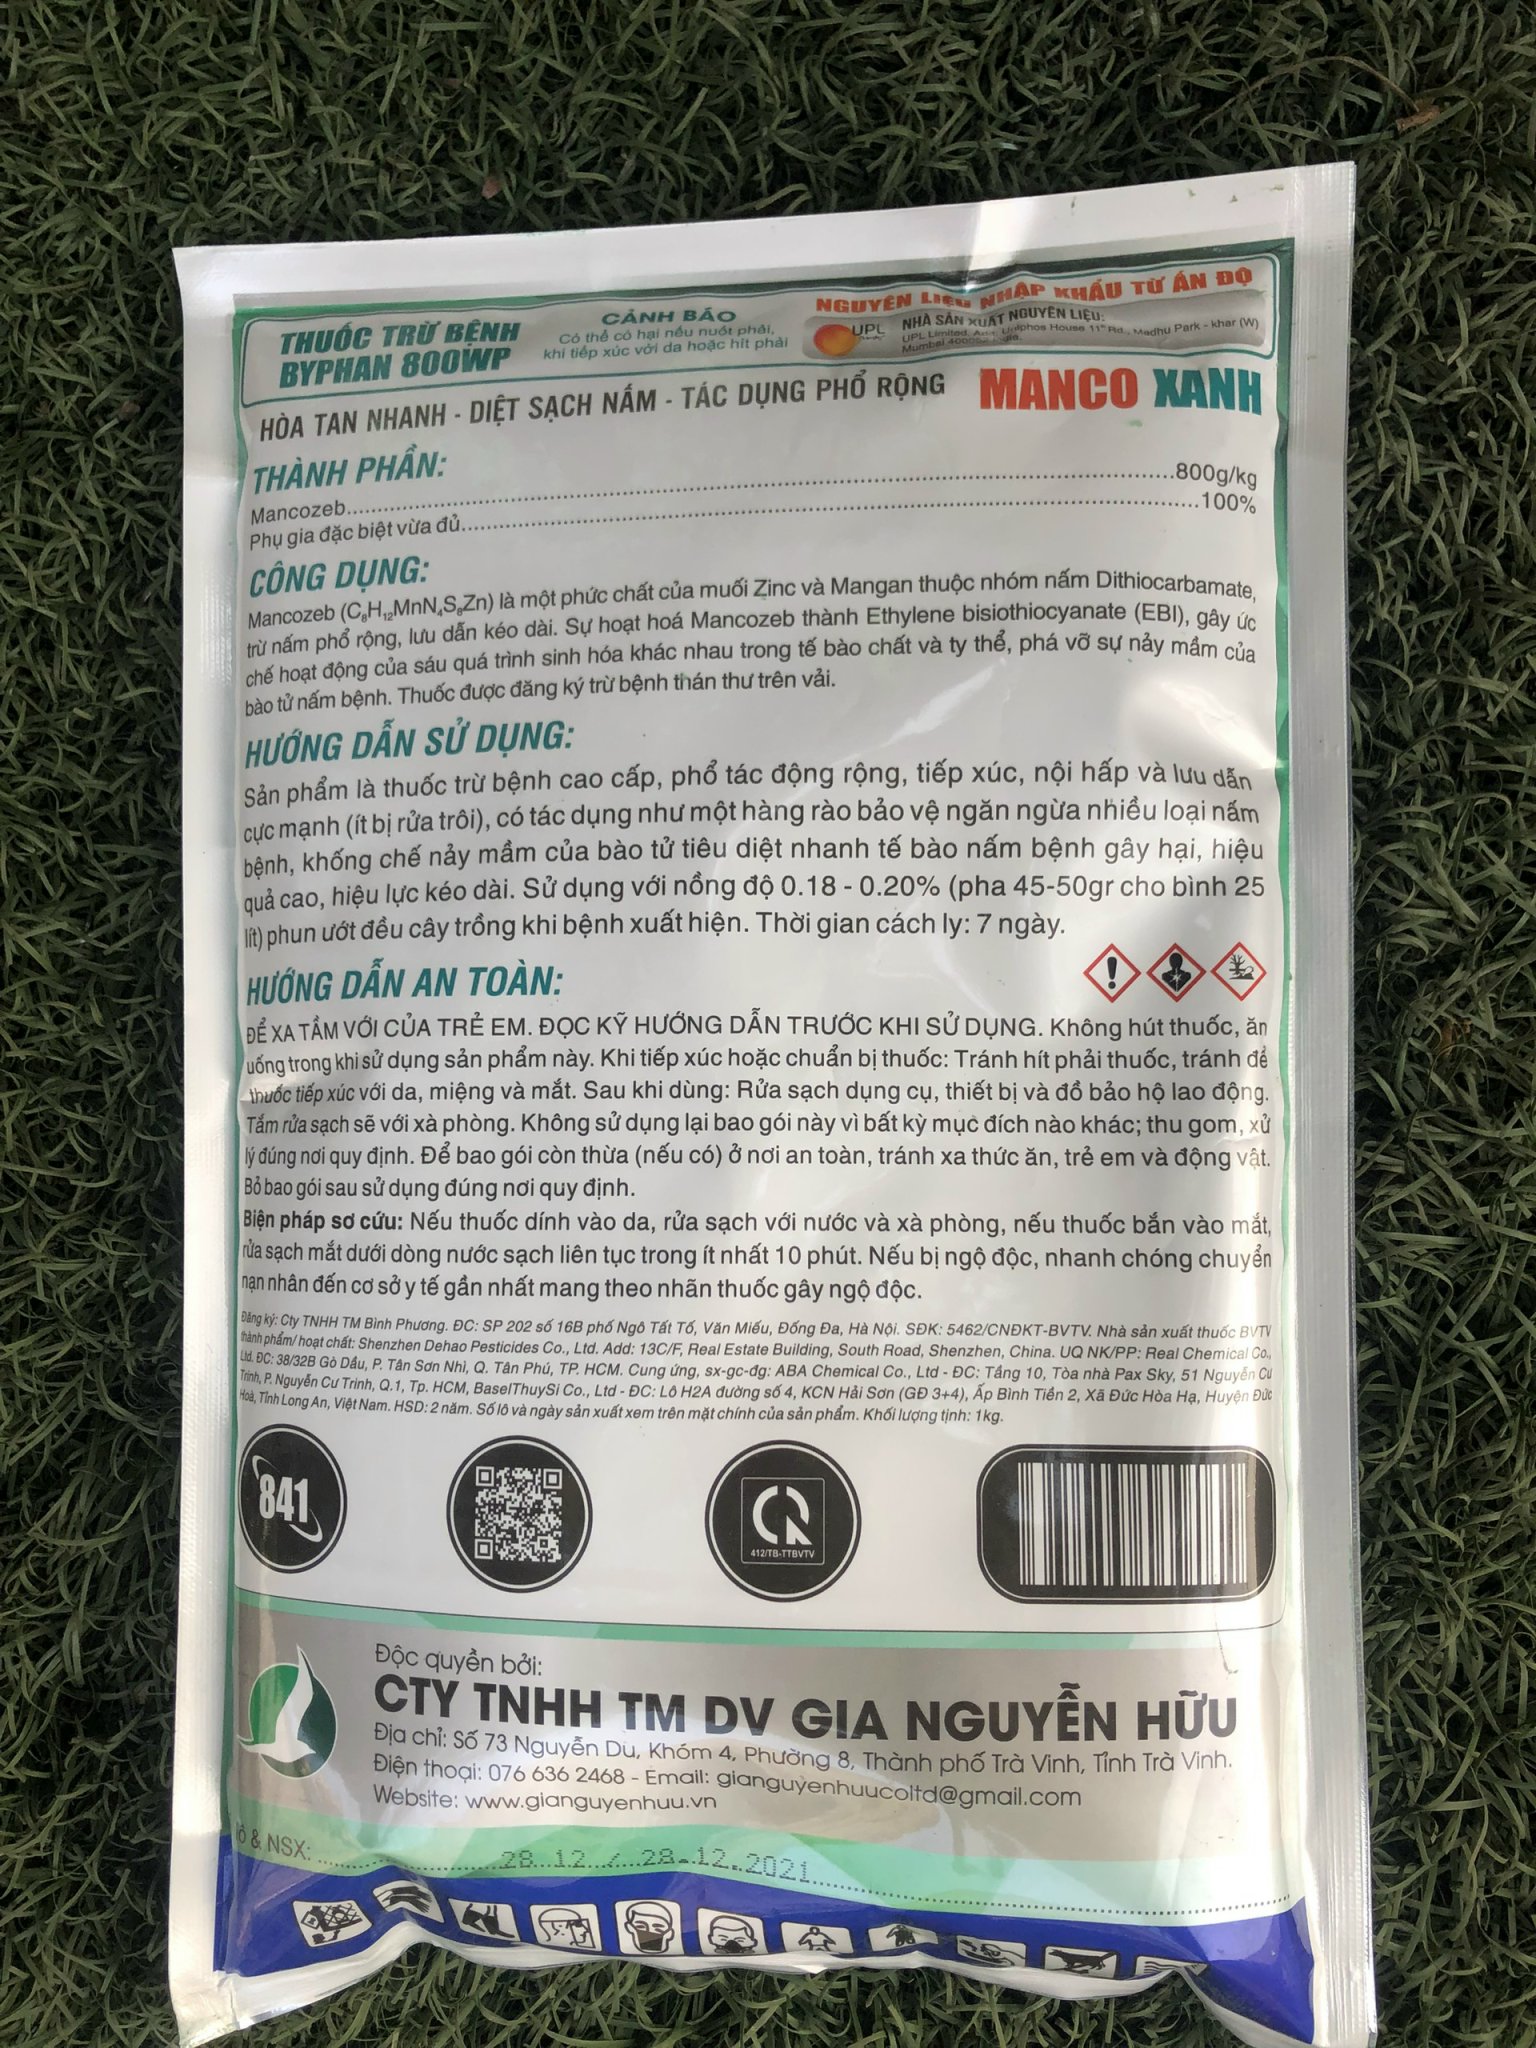 THUỐC TRỪ BỆNH
BYPHAN 800WP
CẢNH BÁO
Có thể có hại nếu nuốt phải,
khi tiếp xúc với da hoặc hít phải
NGUYÊN LIỆU NHẬP KHẨU TỪ ẤN ĐỘ
UPL
NHÀ SẢN XUẤT NGUYÊN LIỆU:
UPL Limited, Uniphos House 11th Rd., Madhu Park - khar (W)
Mumbai
HÒA TAN NHANH - DIỆT SẠCH NẤM - TÁC DỤNG PHỔ RỘNG
MANCO XANH
THÀNH PHẦN:
Mancozeb..........800g/kg
Phụ gia đặc biệt vừa đủ..........100%
CÔNG DỤNG:
Mancozeb (C₈H₁₂MnN₄S₈Zn) là một phức chất của muối Zinc và Mangan thuộc nhóm nấm Dithiocarbamate,
trừ nấm phổ rộng, lưu dẫn kéo dài. Sự hoạt hoá Mancozeb thành Ethylene bisiothiocyanate (EBI), gây ức
chế hoạt động của sáu quá trình sinh hóa khác nhau trong tế bào chất và ty thể, phá vỡ sự nảy mầm của
bào tử nấm bệnh. Thuốc được đăng ký trừ bệnh thán thư trên vải.
HƯỚNG DẪN SỬ DỤNG:
Sản phẩm là thuốc trừ bệnh cao cấp, phổ tác động rộng, tiếp xúc, nội hấp và lưu dẫn
cực mạnh (ít bị rửa trôi), có tác dụng như một hàng rào bảo vệ ngăn ngừa nhiều loại nấm
bệnh, khống chế nảy mầm của bào tử tiêu diệt nhanh tế bào nấm bệnh gây hại, hiệu
quả cao, hiệu lực kéo dài. Sử dụng với nồng độ 0.18 - 0.20% (pha 45-50gr cho bình 25
lít) phun ướt đều cây trồng khi bệnh xuất hiện. Thời gian cách ly: 7 ngày.
HƯỚNG DẪN AN TOÀN:
ĐỂ XA TẦM VỚI CỦA TRẺ EM. ĐỌC KỸ HƯỚNG DẪN TRƯỚC KHI SỬ DỤNG. Không hút thuốc, ăn
uống trong khi sử dụng sản phẩm này. Khi tiếp xúc hoặc chuẩn bị thuốc: Tránh hít phải thuốc, tránh để
thuốc tiếp xúc với da, miệng và mắt. Sau khi dùng: Rửa sạch dụng cụ, thiết bị và đồ bảo hộ lao động.
Tắm rửa sạch sẽ với xà phòng. Không sử dụng lại bao gói này vì bất kỳ mục đích nào khác; thu gom, xử
lý đúng nơi quy định. Để bao gói còn thừa (nếu có) ở nơi an toàn, tránh xa thức ăn, trẻ em và động vật.
Bỏ bao gói sau sử dụng đúng nơi quy định.
Biện pháp sơ cứu: Nếu thuốc dính vào da, rửa sạch với nước và xà phòng, nếu thuốc bắn vào mắt,
rửa sạch mắt dưới dòng nước sạch liên tục trong ít nhất 10 phút. Nếu bị ngộ độc, nhanh chóng chuyển
nạn nhân đến cơ sở y tế gần nhất mang theo nhãn thuốc gây ngộ độc.
Đăng ký: Cty TNHH TM Bình Phương. ĐC: SP 202 số 16B phố Ngô Tất Tố, Văn Miếu, Đống Đa, Hà Nội. SĐK: 5462/CNĐKT-BVTV. Nhà sản xuất thuốc BVTV
thành phẩm/ hoạt chất: Shenzhen Dehao Pesticides Co., Ltd. Add: 13C/F, Real Estate Building, South Road, Shenzhen, China. UQ NK/PP: Real Chemical Co.,
Ltd. ĐC: 38/32B Gò Dầu, P. Tân Sơn Nhì, Q. Tân Phú, TP. HCM. Cung ứng, sx-gc-đg: ABA Chemical Co., Ltd - ĐC: Tầng 10, Tòa nhà Pax Sky, 51 Nguyễn Cư
Trinh, P. Nguyễn Cư Trinh, Q.1, Tp. HCM, BaselThuySi Co., Ltd - ĐC: Lô H2A đường số 4, KCN Hải Sơn (GĐ 3+4), Ấp Bình Tiền 2, Xã Đức Hòa Hạ, Huyện Đức
Hoà, Tỉnh Long An, Việt Nam. HSD: 2 năm. Số lô và ngày sản xuất xem trên mặt chính của sản phẩm. Khối lượng tịnh: 1kg.
841
412/TB-TTBVTV
Độc quyền bởi:
CTY TNHH TM DV GIA NGUYỄN HỮU
Địa chỉ: Số 73 Nguyễn Du, Khóm 4, Phường 8, Thành phố Trà Vinh, Tỉnh Trà Vinh.
Điện thoại: 076 636 2468 - Email: gianguyenhuucoltd@gmail.com
Website: www.gianguyenhuu.vn
lô & NSX: 28 12 / 28.12.2021